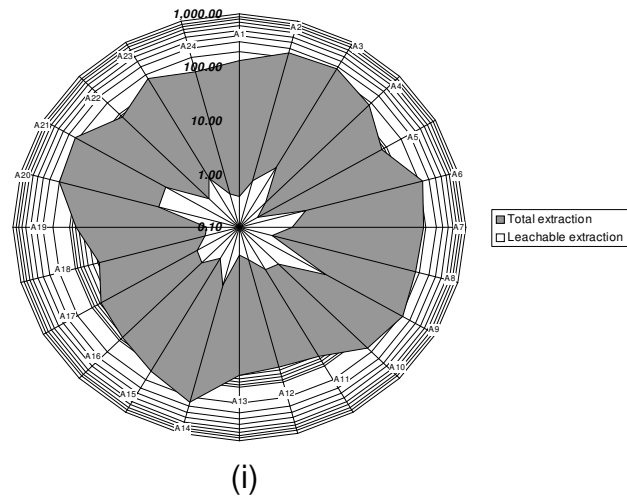 1,000.00
100.00
10.00
1.00
0.10
A1
A2
A3
A4
A5
A6
A7
A8
A9
A10
A11
A12
A13
A14
A15
A16
A17
A18
A19
A20
A21
A22
A23
A24
Total extraction
Leachable extraction
(i)